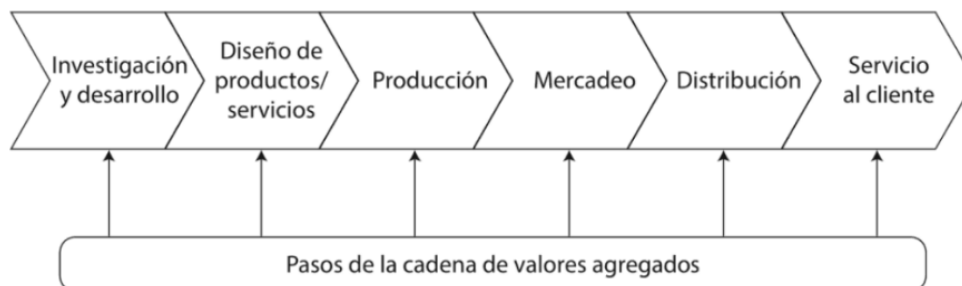 Investigación
y desarrollo
Diseño de
productos/
servicios
Producción
Mercadeo
Distribución
Servicio
al cliente
Pasos de la cadena de valores agregados